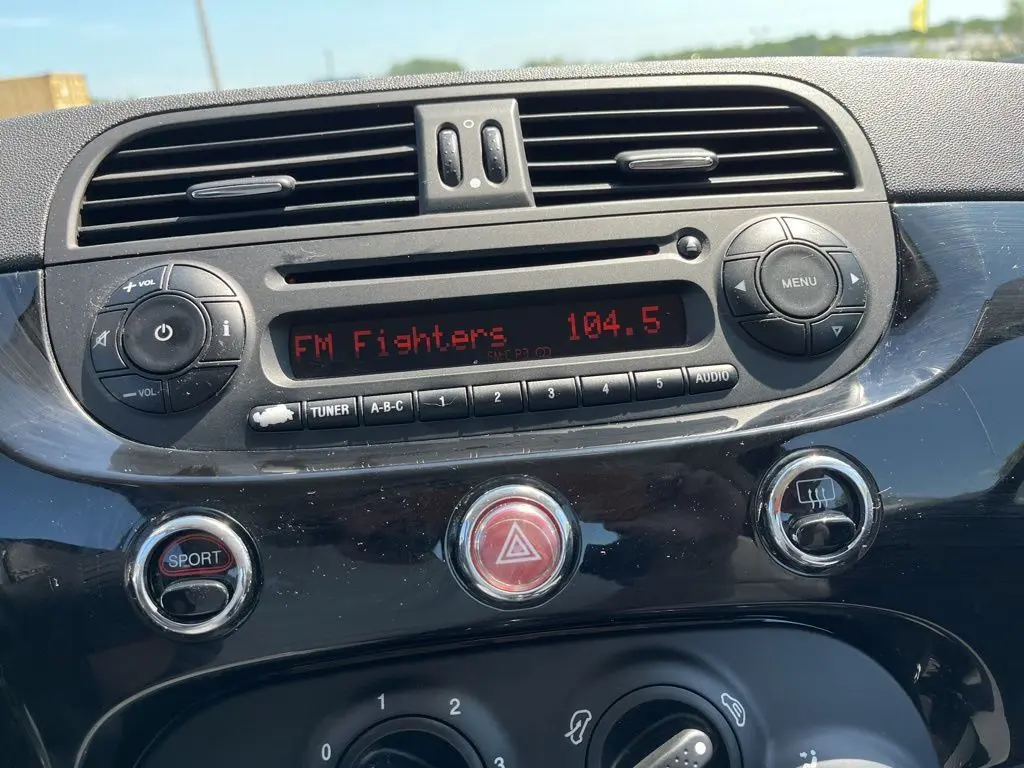 + VOL
i
MENU
FM Fighters 104.5
− VOL
TUNER A-B-C 1 2 3 4 5 AUDIO
SPORT
0 1 2 3